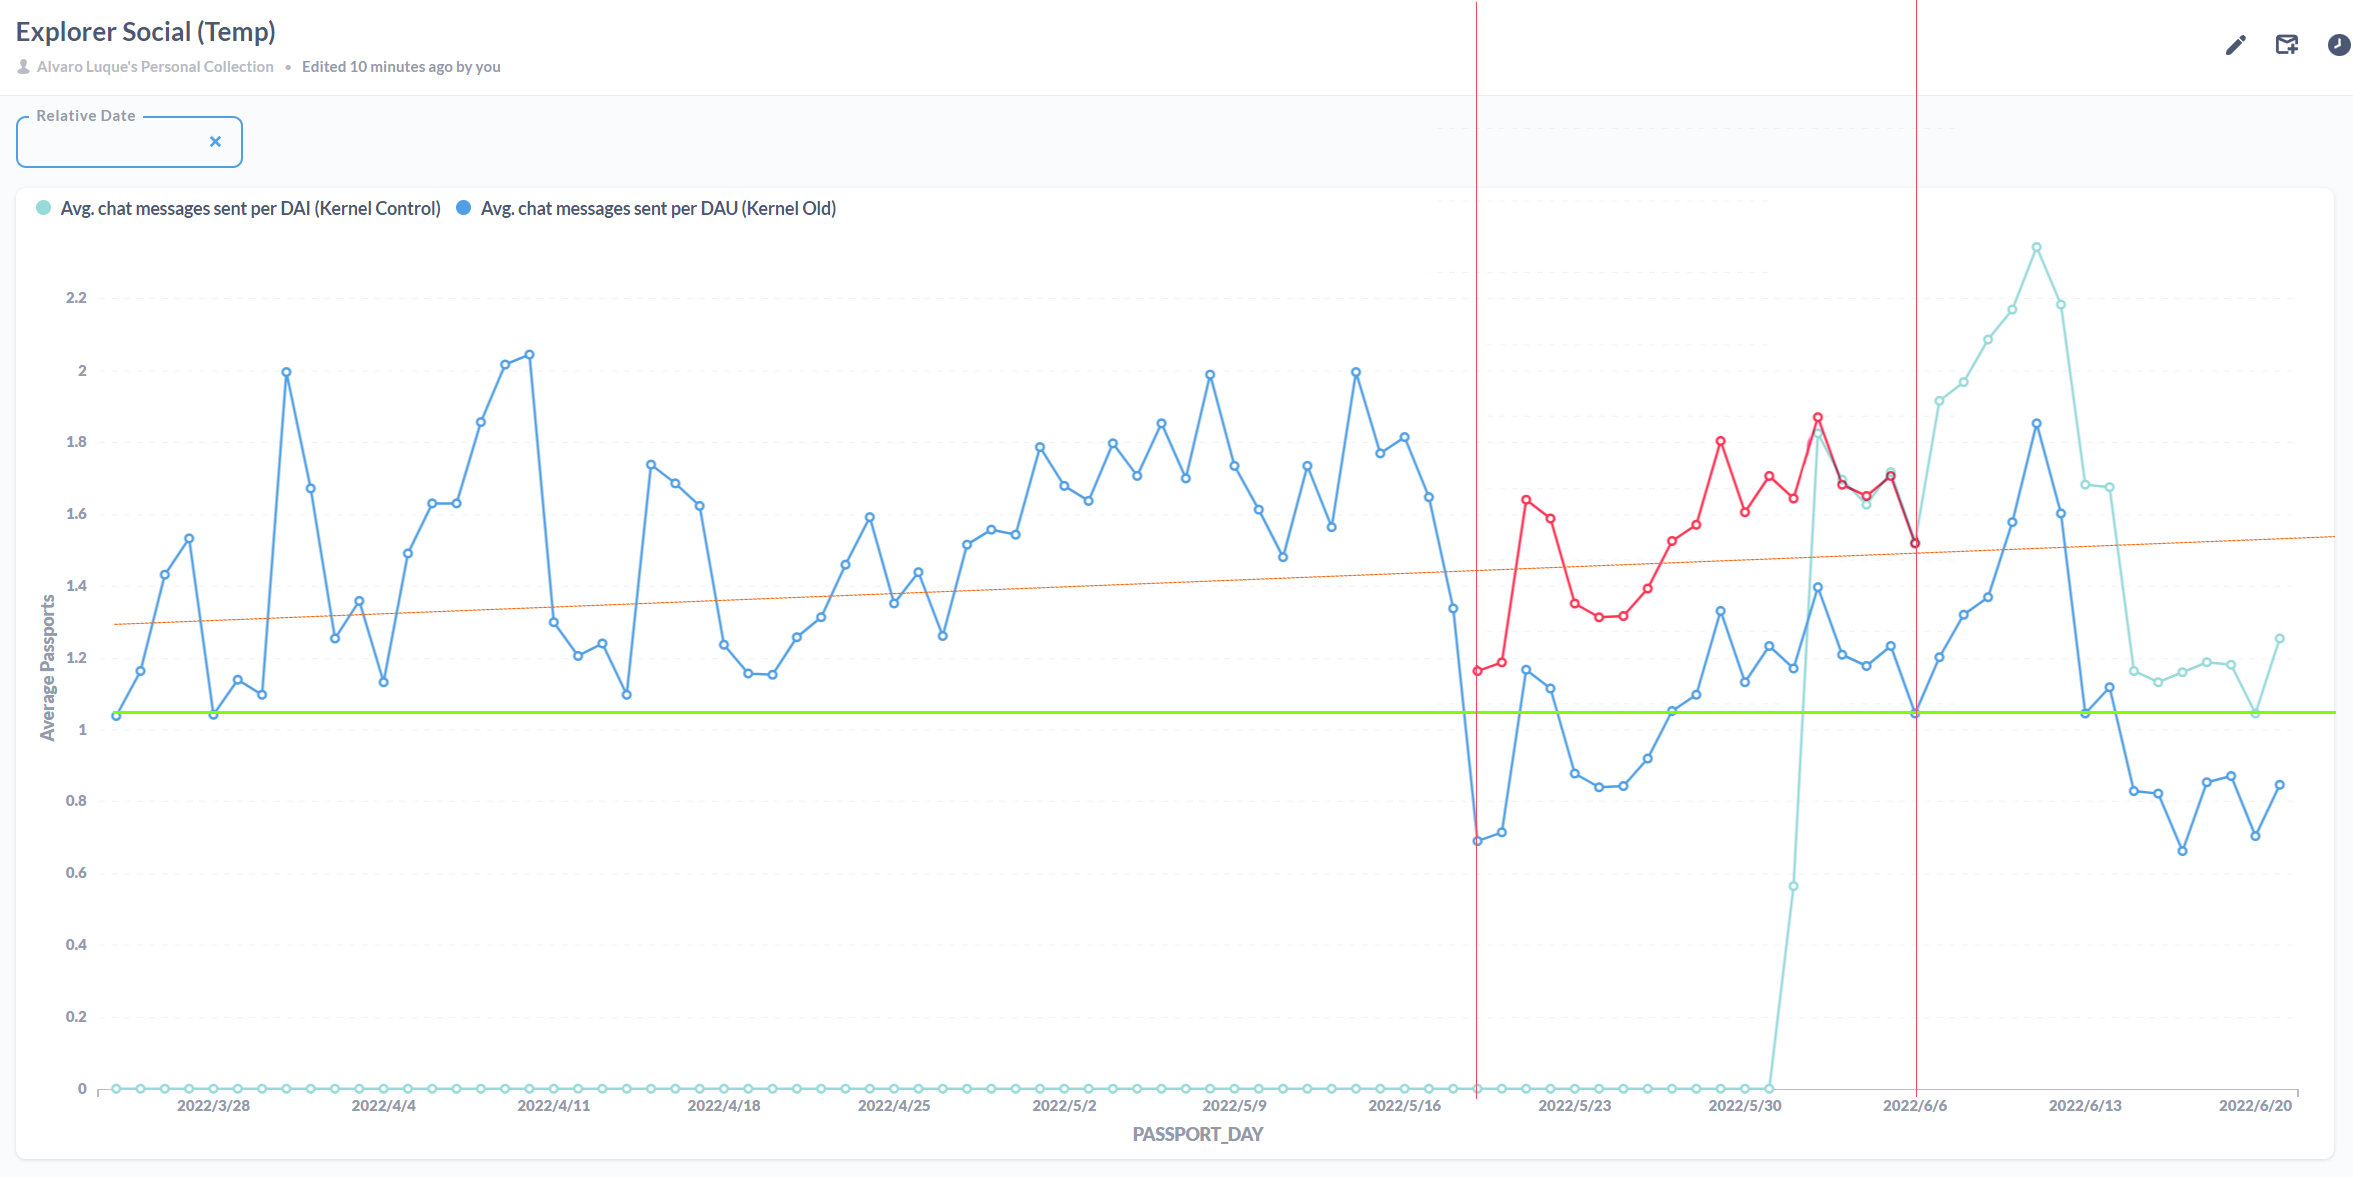 Explorer Social (Temp)
Alvaro Luque's Personal Collection • Edited 10 minutes ago by you
Relative Date
Avg. chat messages sent per DAI (Kernel Control) Avg. chat messages sent per DAU (Kernel Old)
2.2
2
1.8
1.6
1.4
1.2
1
0.8
0.6
0.4
0.2
0
Average Passports
2022/3/28 2022/4/4 2022/4/11 2022/4/18 2022/4/25 2022/5/2 2022/5/9 2022/5/16 2022/5/23 2022/5/30 2022/6/6 2022/6/13 2022/6/20
PASSPORT_DAY